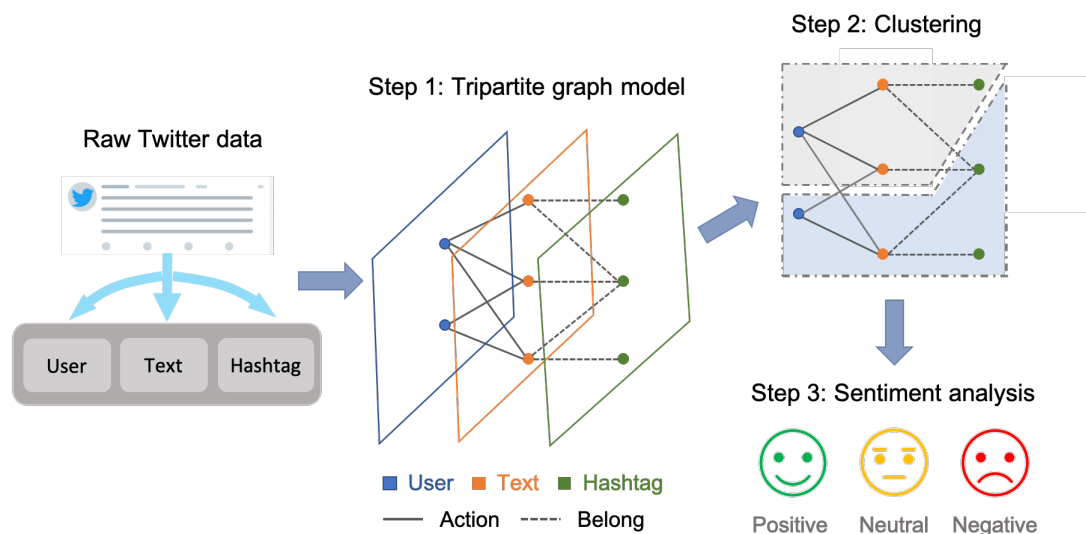 Step 2: Clustering
Step 1: Tripartite graph model
Raw Twitter data
User
Text
Hashtag
Step 3: Sentiment analysis
User
Text
Hashtag
Action
Belong
Positive
Neutral
Negative